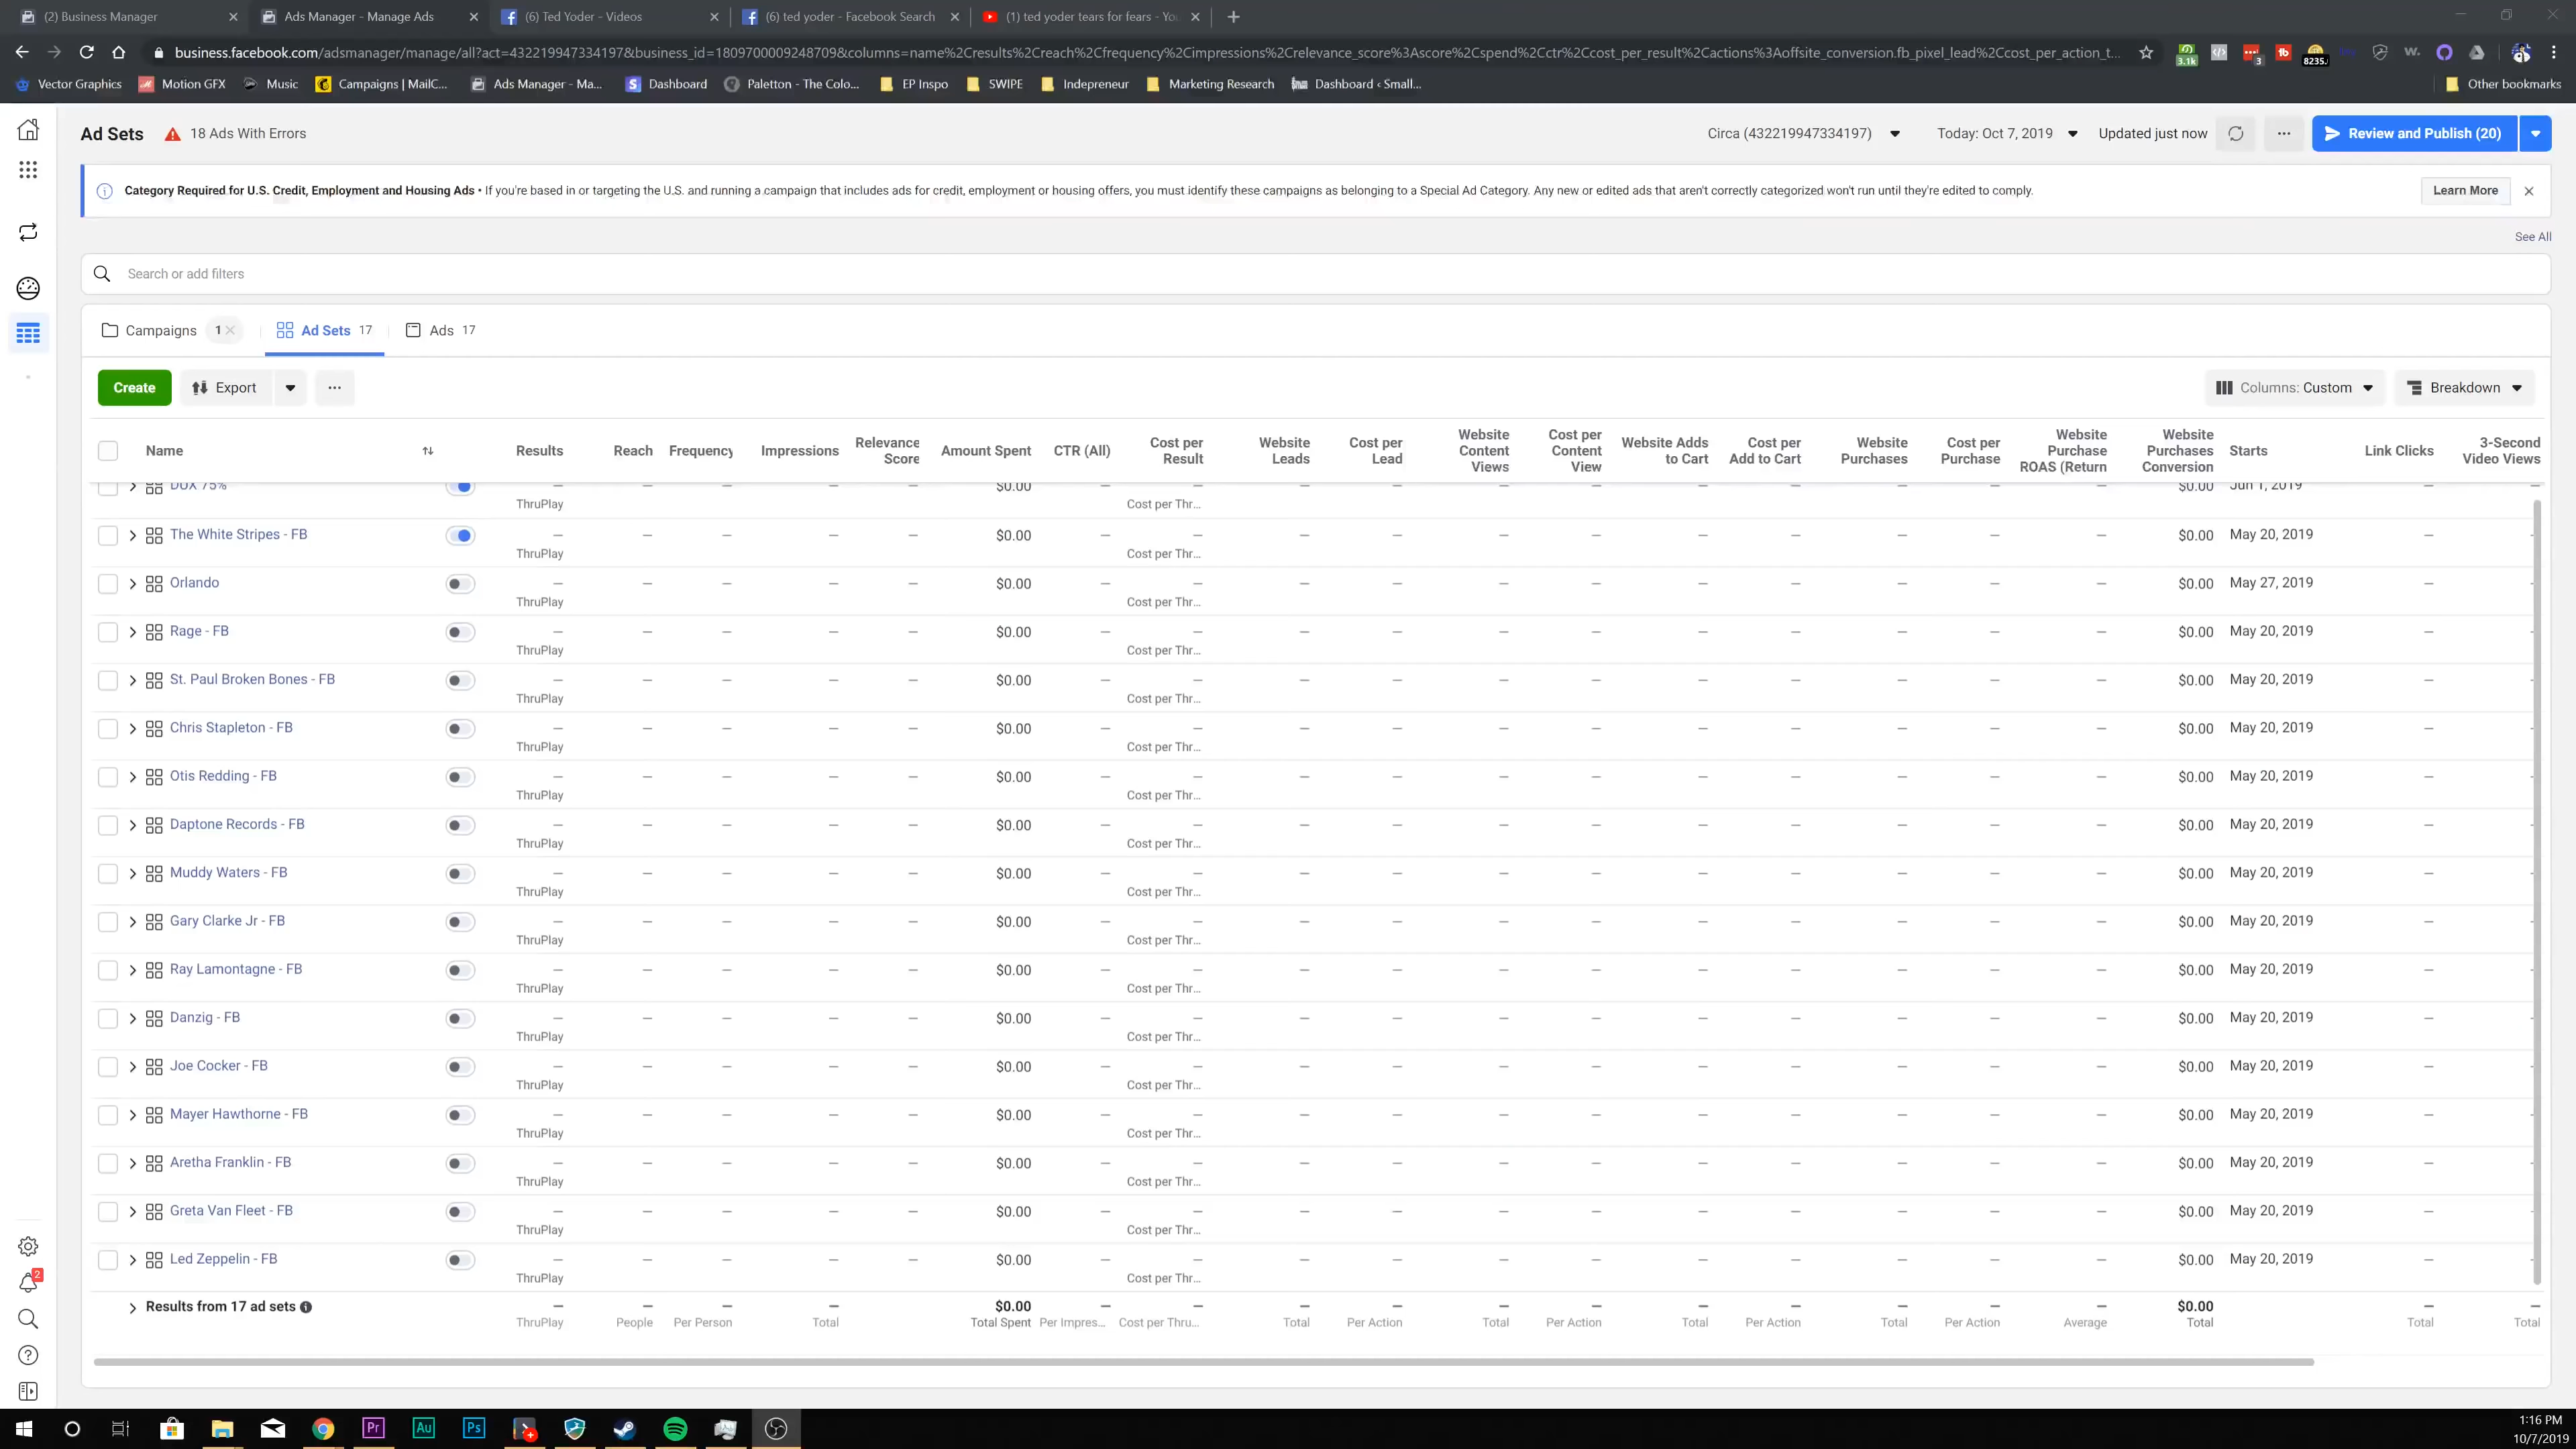 (2) Business Manager
Ads Manager - Manage Ads
(6) Ted Yoder - Videos
(6) ted yoder - Facebook Search
(1) ted yoder tears for fears - Yo
business.facebook.com/adsmanager/manage/all?act=432219947334197&business_id=1809700009248709&columns=name%2Cresults%2Creach%2Cfrequency%2Cimpressions%2Crelevance_score%3Ascore%2Cspend%2Cctr%2Ccost_per_result%2Cactions%3Aoffsite_conversion.fb_pixel_lead%2Ccost_per_action_t...
3.1k
3
8235.
Vector Graphics
Motion GFX
Music
Campaigns | MailC...
Ads Manager - Ma...
Dashboard
Paletton - The Colo...
EP Inspo
SWIPE
Indepreneur
Marketing Research
Dashboard ‹ Small...
Other bookmarks
Ad Sets
18 Ads With Errors
Circa (432219947334197)
Today: Oct 7, 2019
Updated just now
Review and Publish (20)
Category Required for U.S. Credit, Employment and Housing Ads • If you're based in or targeting the U.S. and running a campaign that includes ads for credit, employment or housing offers, you must identify these campaigns as belonging to a Special Ad Category. Any new or edited ads that aren't correctly categorized won't run until they're edited to comply.
Learn More
See All
Search or add filters
Campaigns 1
Ad Sets 17
Ads 17
Create
Export
Columns: Custom
Breakdown
Name
Results
Reach
Frequency
Impressions
Relevance Score
Amount Spent
CTR (All)
Cost per Result
Website Leads
Cost per Lead
Website Content Views
Cost per Content View
Website Adds to Cart
Cost per Add to Cart
Website Purchases
Cost per Purchase
Website Purchase ROAS (Return
Website Purchases Conversion
Starts
Link Clicks
3-Second Video Views
DUX 75% — — — — — $0.00 — — — — — — — — — — — $0.00 Jun 1, 2019 — -
ThruPlay Cost per Thr...
The White Stripes - FB — — — — — $0.00 — — — — — — — — — — — $0.00 May 20, 2019 — -
ThruPlay Cost per Thr...
Orlando — — — — — $0.00 — — — — — — — — — — — $0.00 May 27, 2019 — -
ThruPlay Cost per Thr...
Rage - FB — — — — — $0.00 — — — — — — — — — — — $0.00 May 20, 2019 — -
ThruPlay Cost per Thr...
St. Paul Broken Bones - FB — — — — — $0.00 — — — — — — — — — — — $0.00 May 20, 2019 — -
ThruPlay Cost per Thr...
Chris Stapleton - FB — — — — — $0.00 — — — — — — — — — — — $0.00 May 20, 2019 — -
ThruPlay Cost per Thr...
Otis Redding - FB — — — — — $0.00 — — — — — — — — — — — $0.00 May 20, 2019 — -
ThruPlay Cost per Thr...
Daptone Records - FB — — — — — $0.00 — — — — — — — — — — — $0.00 May 20, 2019 — -
ThruPlay Cost per Thr...
Muddy Waters - FB — — — — — $0.00 — — — — — — — — — — — $0.00 May 20, 2019 — -
ThruPlay Cost per Thr...
Gary Clarke Jr - FB — — — — — $0.00 — — — — — — — — — — — $0.00 May 20, 2019 — -
ThruPlay Cost per Thr...
Ray Lamontagne - FB — — — — — $0.00 — — — — — — — — — — — $0.00 May 20, 2019 — -
ThruPlay Cost per Thr...
Danzig - FB — — — — — $0.00 — — — — — — — — — — — $0.00 May 20, 2019 — -
ThruPlay Cost per Thr...
Joe Cocker - FB — — — — — $0.00 — — — — — — — — — — — $0.00 May 20, 2019 — -
ThruPlay Cost per Thr...
Mayer Hawthorne - FB — — — — — $0.00 — — — — — — — — — — — $0.00 May 20, 2019 — -
ThruPlay Cost per Thr...
Aretha Franklin - FB — — — — — $0.00 — — — — — — — — — — — $0.00 May 20, 2019 — -
ThruPlay Cost per Thr...
Greta Van Fleet - FB — — — — — $0.00 — — — — — — — — — — — $0.00 May 20, 2019 — -
ThruPlay Cost per Thr...
Led Zeppelin - FB — — — — — $0.00 — — — — — — — — — — — $0.00 May 20, 2019 — -
ThruPlay Cost per Thr...
Results from 17 ad sets — — — — $0.00 — — — — — — — — — — — $0.00 — -
ThruPlay People Per Person Total Total Spent Per Impres... Cost per Thru... Total Per Action Total Per Action Total Per Action Total Per Action Average Total Total Total
2
Pr
Au
Ps
1:16 PM
10/7/2019